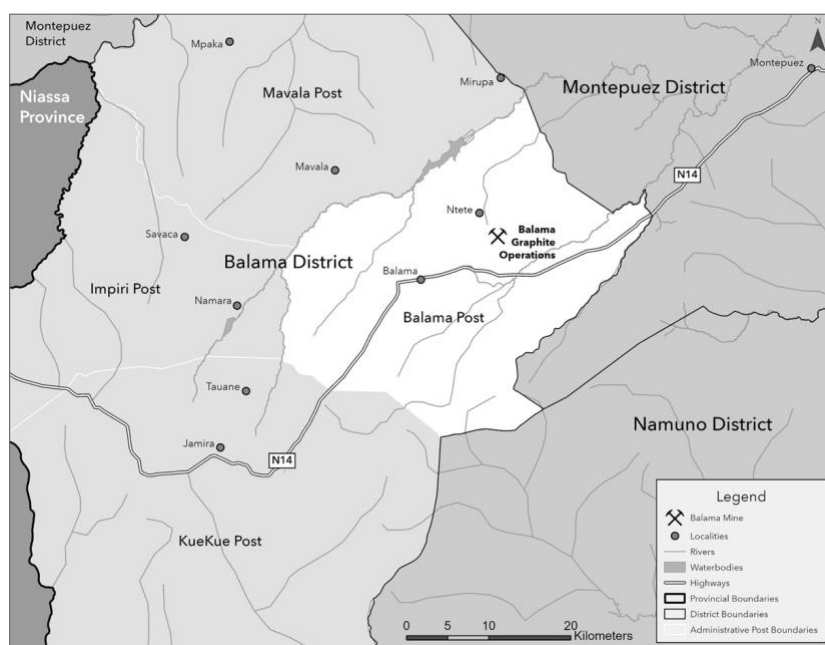 Montepuez
District
Mpaka
N
Montepuez
Mirupa
Montepuez District
Niassa
Province
Mavala Post
Mavala
N14
Ntete
Savaca
Balama
Graphite
Operations
Balama District
Balama
Impiri Post
Namara
Balama Post
Tauane
Namuno District
Jamira
N14
KueKue Post
Legend
Balama Mine
Localities
Rivers
Waterbodies
Highways
Provincial Boundaries
District Boundaries
Administrative Post Boundaries
0 5 10 20
Kilometers